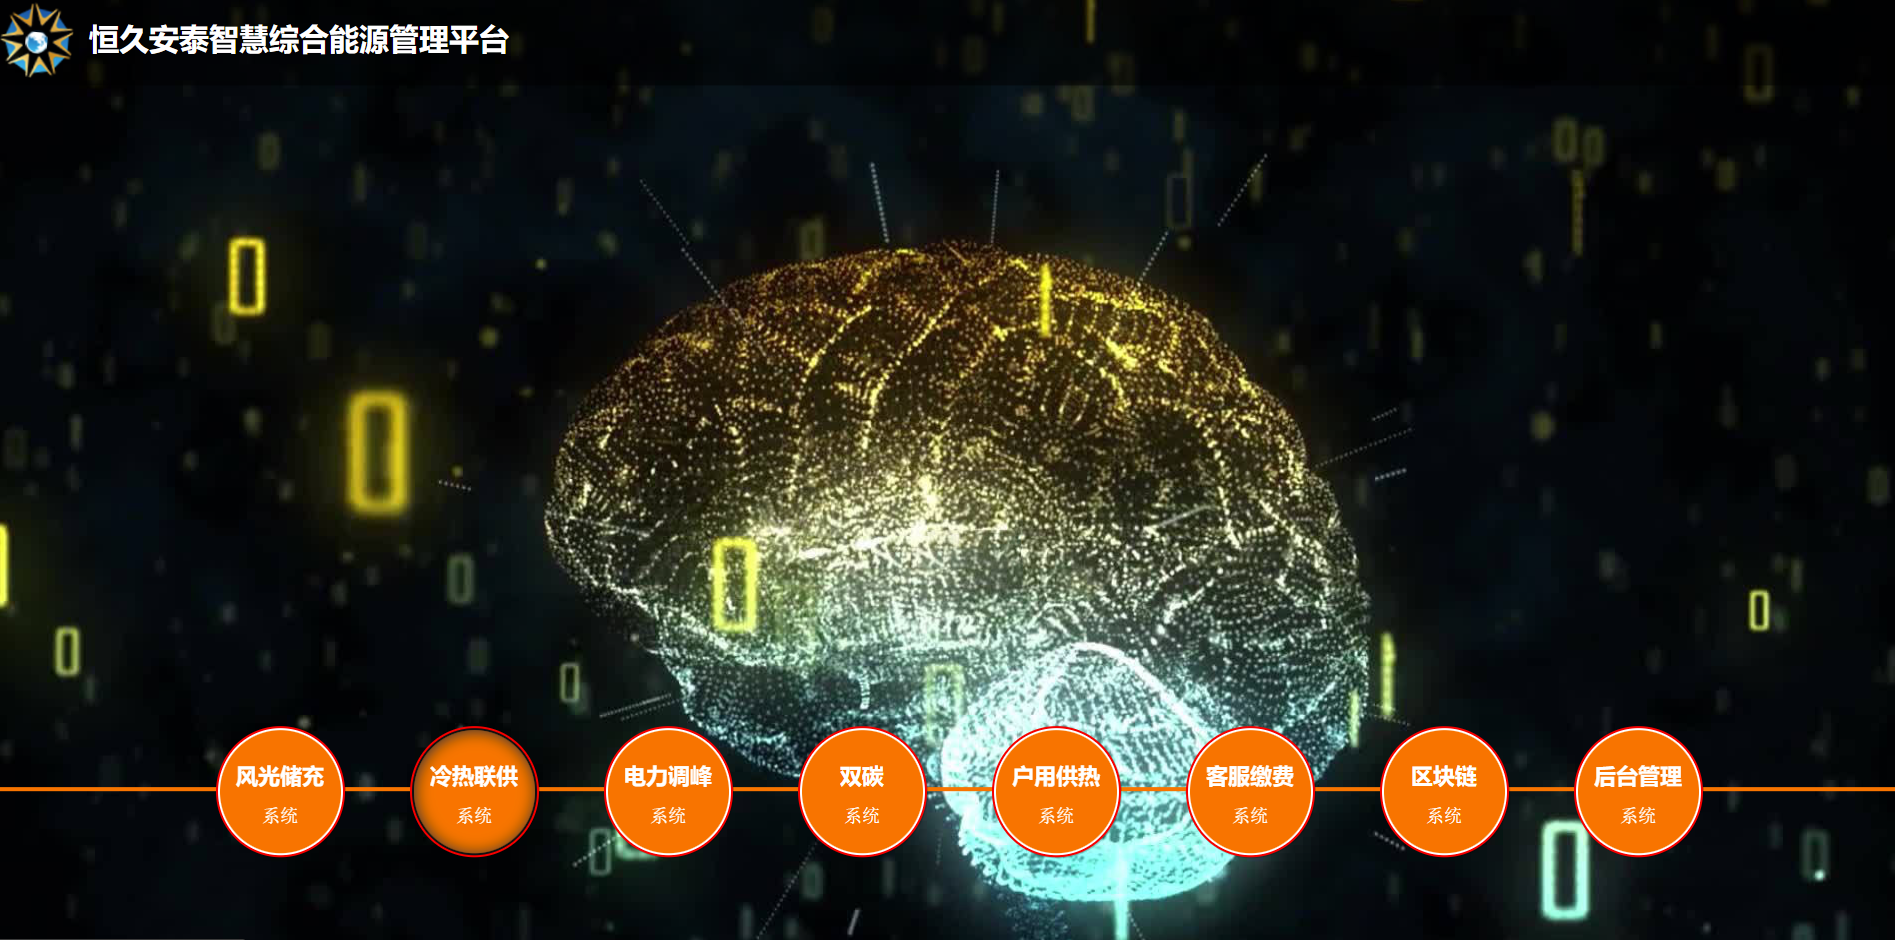 恒久安泰智慧综合能源管理平台
风光储充
系统
冷热联供
系统
电力调峰
系统
双碳
系统
户用供热
系统
客服缴费
系统
区块链
系统
后台管理
系统